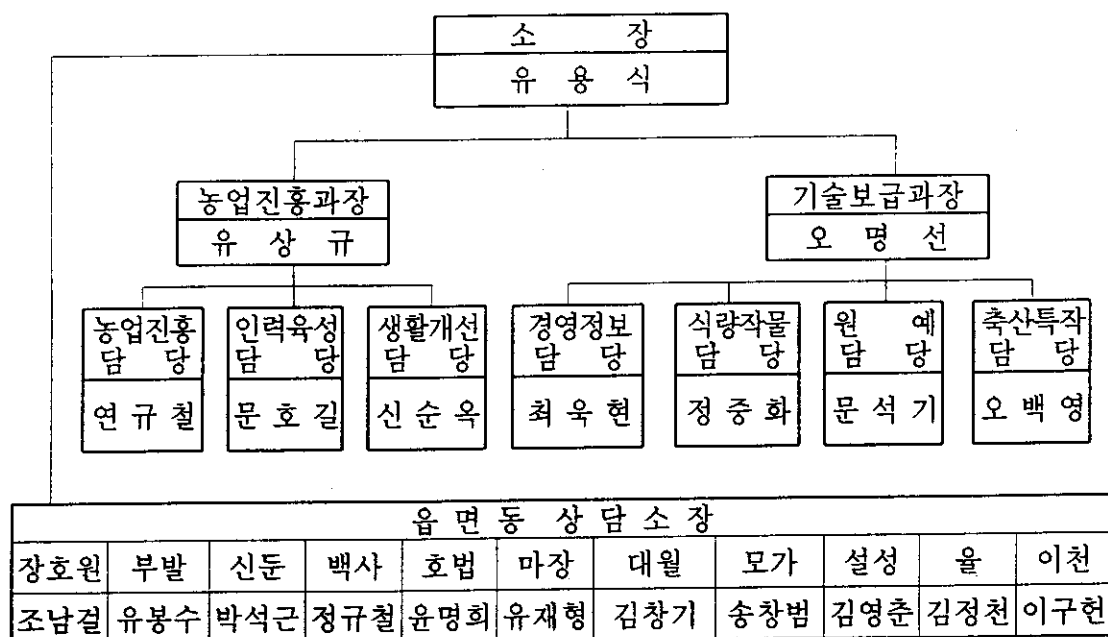 소 장
유 용 식
농업진흥과장 기술보급과장
유 상 규 오 명 선
농업진흥 인력육성 생활개선 경영정보 식량작물 원 예 축산특작
담 당 담 당 담 당 담 당 담 당 담 당 담 당
연 규 철 문 호 길 신 순 옥 최 욱 현 정 중 화 문 석 기 오 백 영
읍 면 동 상 담 소 장
장호원 부발 신둔 백사 호법 마장 대월 모가 설성 율 이천
조남걸 유봉수 박석근 정규철 윤명희 유재형 김창기 송창범 김영춘 김정천 이구헌